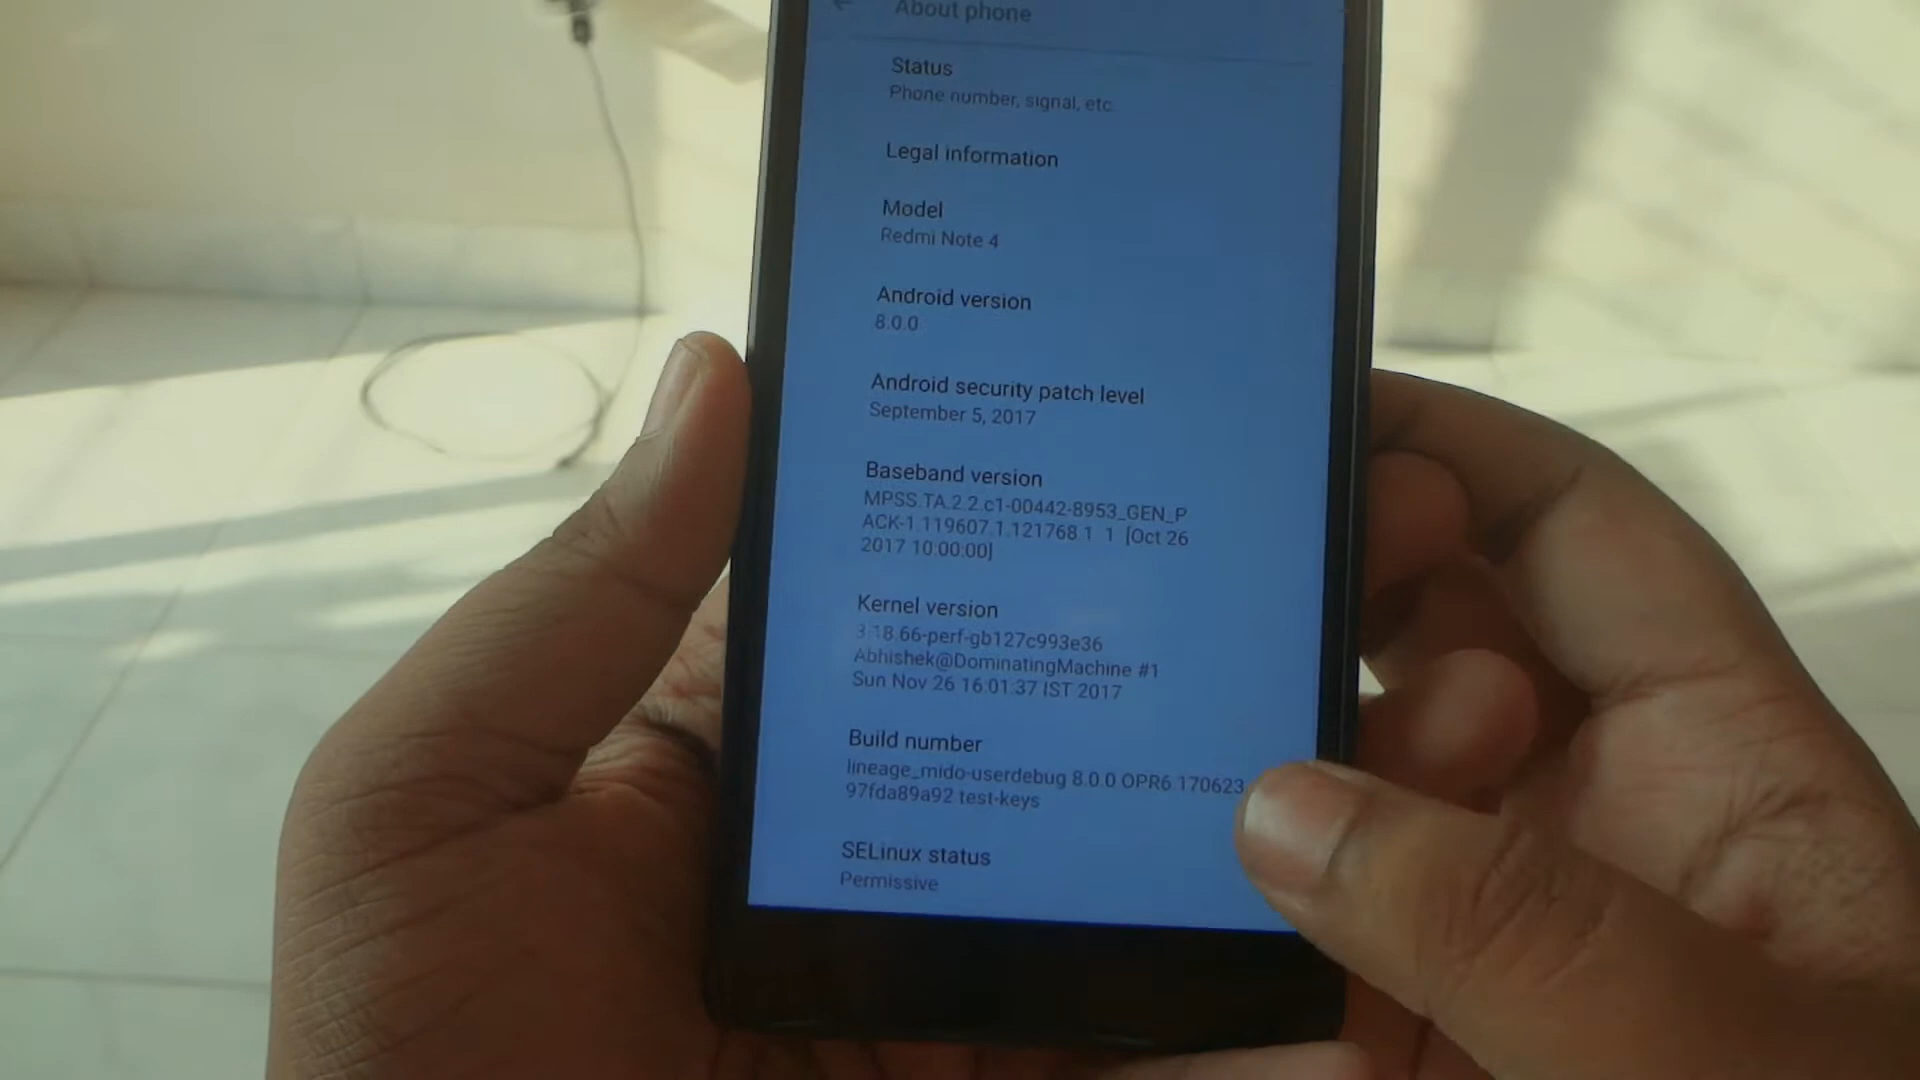 About phone
Status
Phone number, signal, etc.
Legal information
Model
Redmi Note 4
Android version
8.0.0
Android security patch level
September 5, 2017
Baseband version
MPSS.TA.2.2.c1-00442-8953_GEN_P
ACK-1.119607.1.121768.1 1 [Oct 26
2017 10:00:00]
Kernel version
3.18.66-perf-gb127c993e36
Abhishek@DominatingMachine #1
Sun Nov 26 16:01:37 IST 2017
Build number
lineage_mido-userdebug 8.0.0 OPR6.170623
97fda89a92 test-keys
SELinux status
Permissive